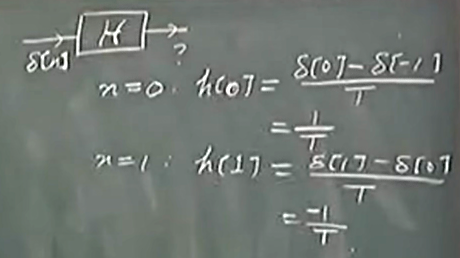 H
δ[n]
?
n=0: h[0] = δ[0] - δ[-1] / T
= 1/T
n=1: h[1] = δ[1] - δ[0] / T
= -1/T